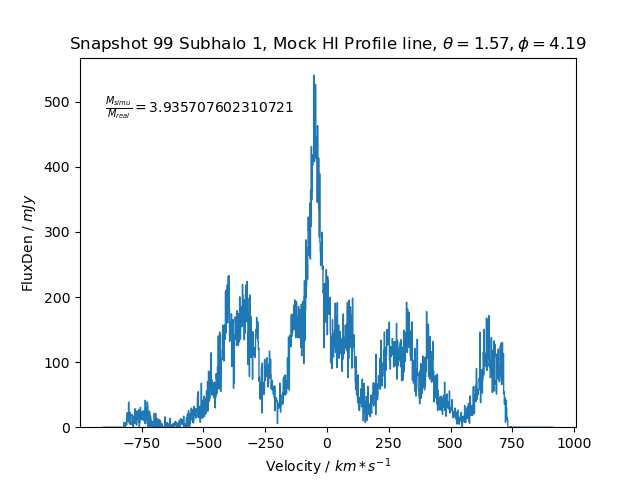 Snapshot 99 Subhalo 1, Mock HI Profile line, θ = 1.57, ϕ = 4.19
M_simu/M_real = 3.935707602310721
FluxDen / mJy
500
400
300
200
100
0
−750 −500 −250 0 250 500 750 1000
Velocity / km * s⁻¹